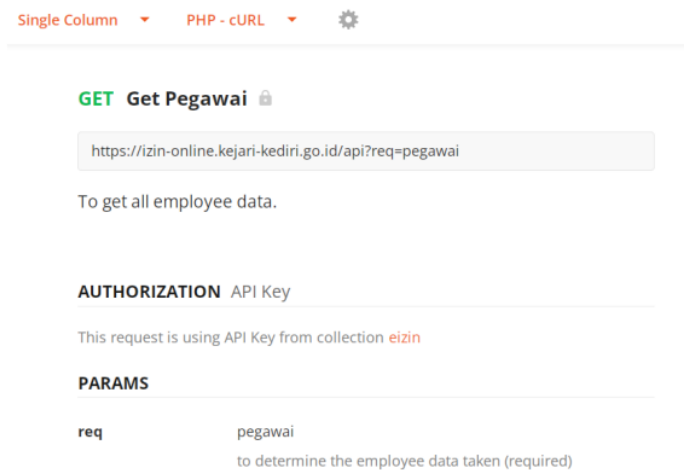 Single Column PHP - cURL
GET Get Pegawai
https://izin-online.kejari-kediri.go.id/api?req=pegawai
To get all employee data.
AUTHORIZATION API Key
This request is using API Key from collection eizin
PARAMS
req pegawai
to determine the employee data taken (required)